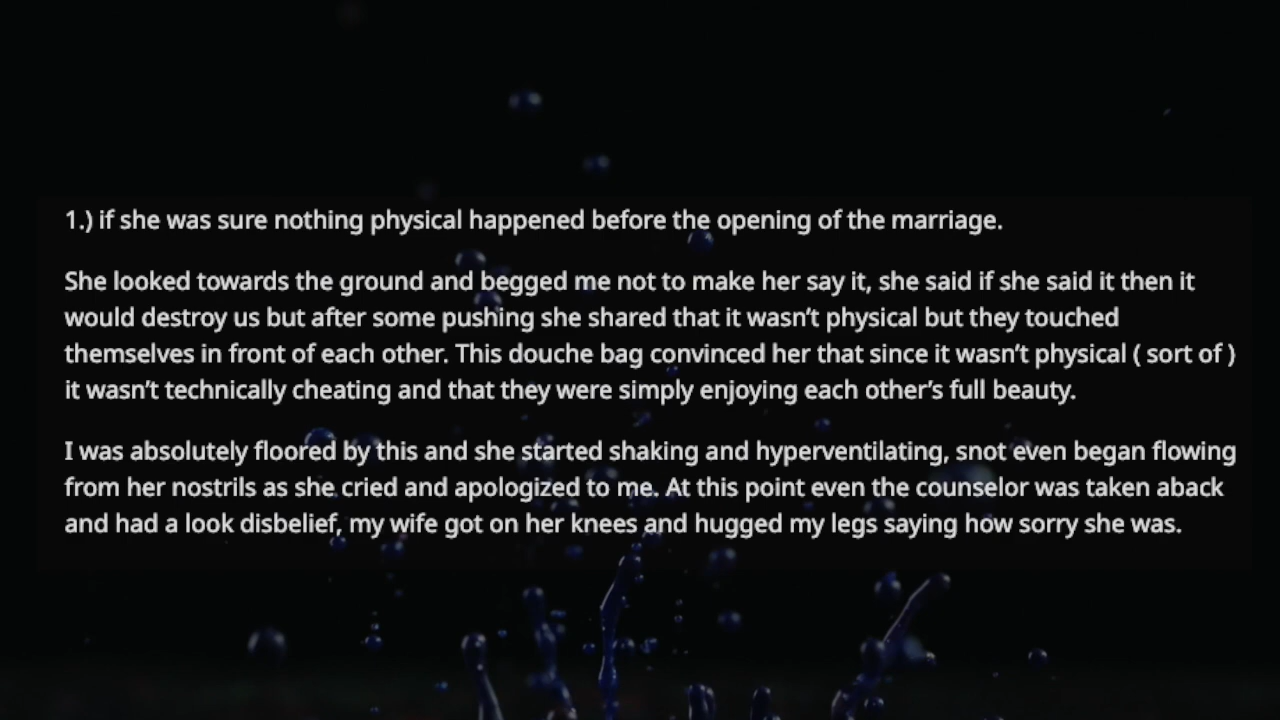 1.) if she was sure nothing physical happened before the opening of the marriage.
She looked towards the ground and begged me not to make her say it, she said if she said it then it
would destroy us but after some pushing she shared that it wasn’t physical but they touched
themselves in front of each other. This douche bag convinced her that since it wasn’t physical ( sort of )
it wasn’t technically cheating and that they were simply enjoying each other’s full beauty.
I was absolutely floored by this and she started shaking and hyperventilating, snot even began flowing
from her nostrils as she cried and apologized to me. At this point even the counselor was taken aback
and had a look disbelief, my wife got on her knees and hugged my legs saying how sorry she was.